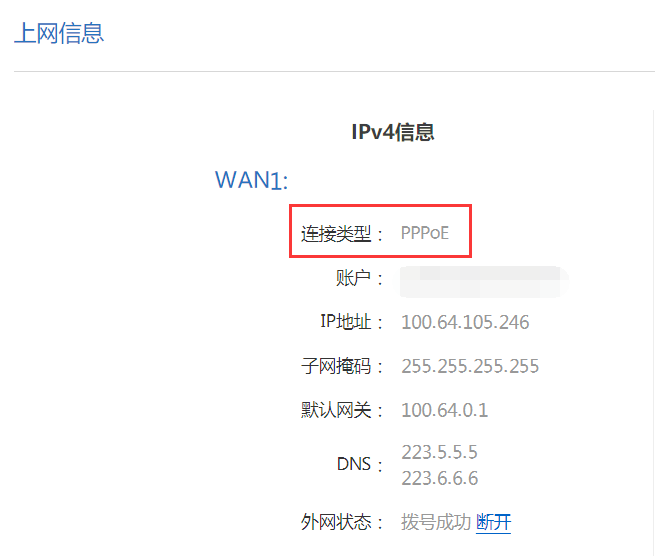 上网信息
IPv4信息
WAN1:
连接类型： PPPoE
账户：
IP地址： 100.64.105.246
子网掩码： 255.255.255.255
默认网关： 100.64.0.1
DNS： 223.5.5.5
223.6.6.6
外网状态： 拨号成功 断开